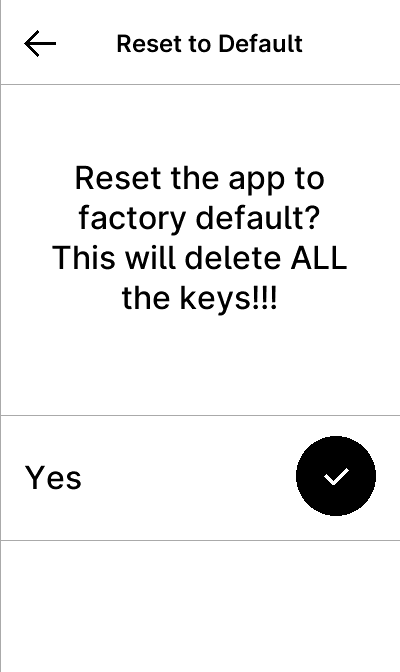 Reset to Default
Reset the app to
factory default?
This will delete ALL
the keys!!!
Yes